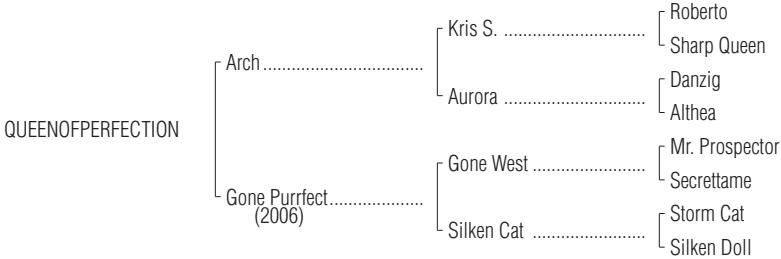 Roberto
Kris S. ................................
Sharp Queen
Arch ....................................
Danzig
Aurora ................................
Althea
QUEENOFPERFECTION
Mr. Prospector
Gone West .........................
Secrettame
Gone Purrfect.....................
(2006)
Storm Cat
Silken Cat .........................
Silken Doll